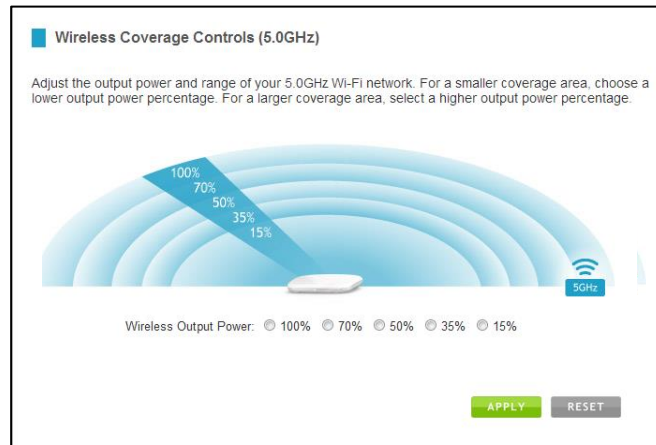 Wireless Coverage Controls (5.0GHz)
Adjust the output power and range of your 5.0GHz Wi-Fi network. For a smaller coverage area, choose a
lower output power percentage. For a larger coverage area, select a higher output power percentage.
100%
70%
50%
35%
15%
5GHz
Wireless Output Power: 100% 70% 50% 35% 15%
APPLY RESET